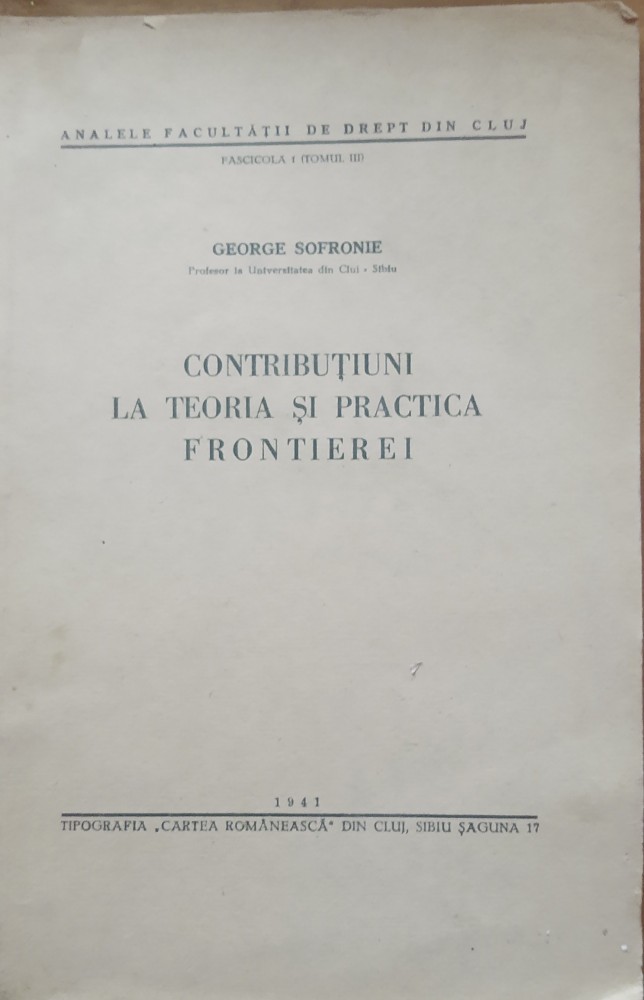 ANALELE FACULTĂȚII DE DREPT DIN CLUJ
FASCICOLA 1 (TOMUL III)
GEORGE SOFRONIE
Profesor la Universitatea din Cluj - Sibiu
CONTRIBUȚIUNI
LA TEORIA ȘI PRACTICA
FRONTIEREI
1941
TIPOGRAFIA „CARTEA ROMÂNEASCĂ" DIN CLUJ, SIBIU ȘAGUNA 17